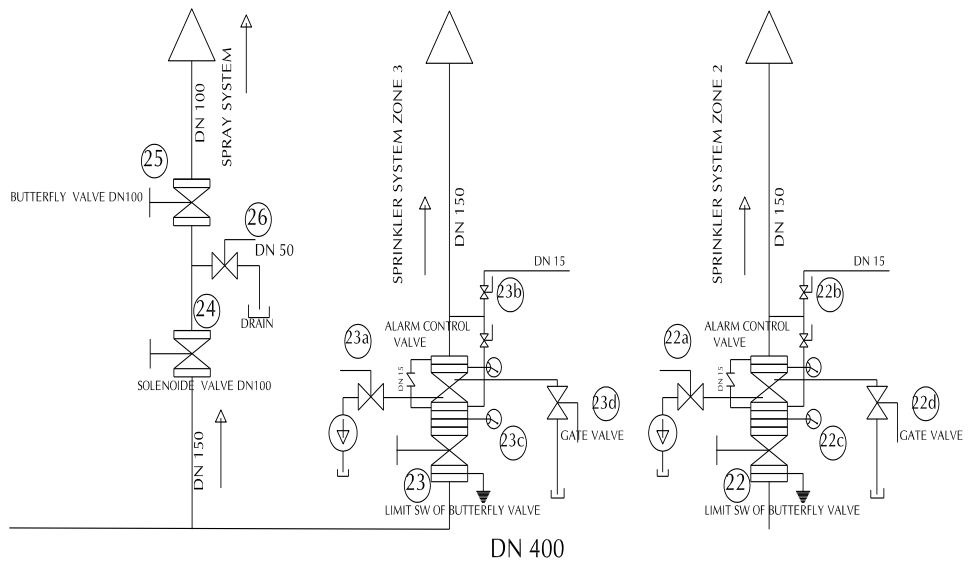 DN 100
SPRAY SYSTEM
25
BUTTERFLY VALVE DN100
26
DN 50
24
DRAIN
SOLENOIDE VALVE DN100
DN 150
SPRINKLER SYSTEM ZONE 3
DN 150
DN 15
23b
ALARM CONTROL
VALVE
23a
DN 15
23d
GATE VALVE
23c
23
LIMIT SW OF BUTTERFLY VALVE
SPRINKLER SYSTEM ZONE 2
DN 150
DN 15
22b
ALARM CONTROL
VALVE
22a
DN 15
22d
GATE VALVE
22c
22
LIMIT SW OF BUTTERFLY VALVE
DN 400